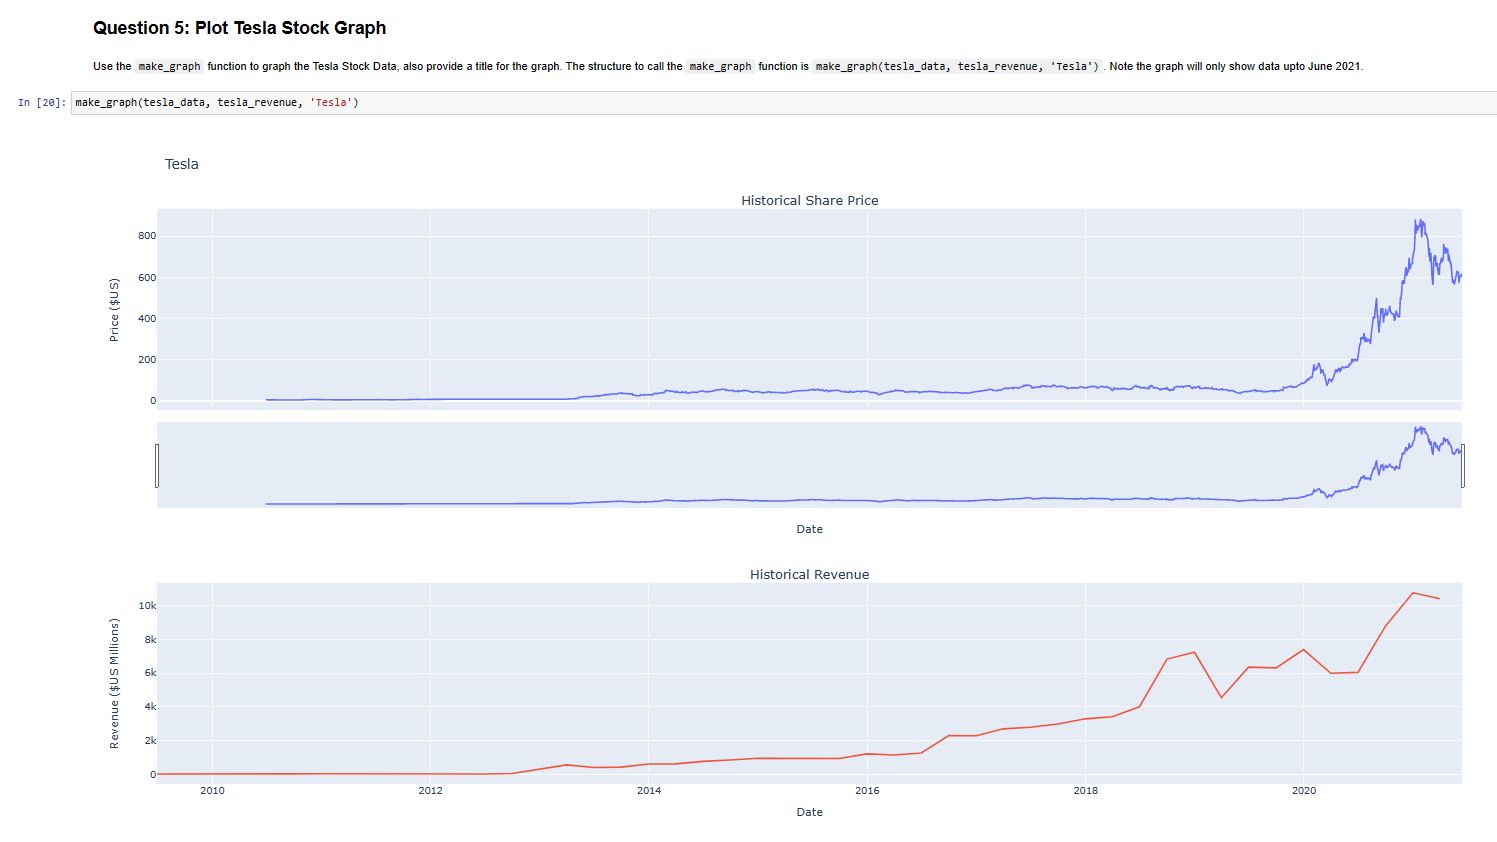 Question 5: Plot Tesla Stock Graph
Use the make_graph function to graph the Tesla Stock Data, also provide a title for the graph. The structure to call the make_graph function is make_graph(tesla_data, tesla_revenue, 'Tesla') . Note the graph will only show data upto June 2021.
In [20]: make_graph(tesla_data, tesla_revenue, 'Tesla')
Tesla
Historical Share Price
Price ($US)
800
600
400
200
0
Date
Historical Revenue
Revenue ($US Millions)
10k
8k
6k
4k
2k
0
2010 2012 2014 2016 2018 2020
Date